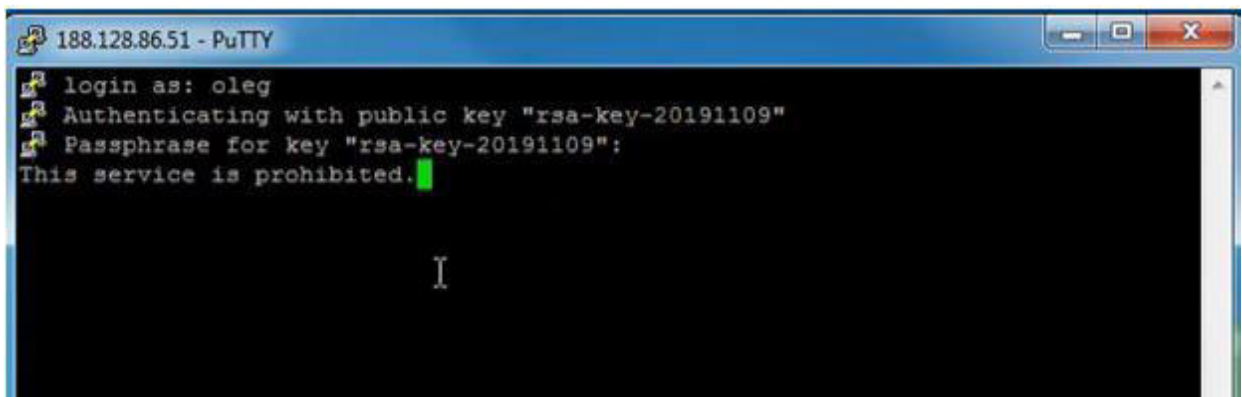 188.128.86.51 - PuTTY
login as: oleg
Authenticating with public key "rsa-key-20191109"
Passphrase for key "rsa-key-20191109":
This service is prohibited.